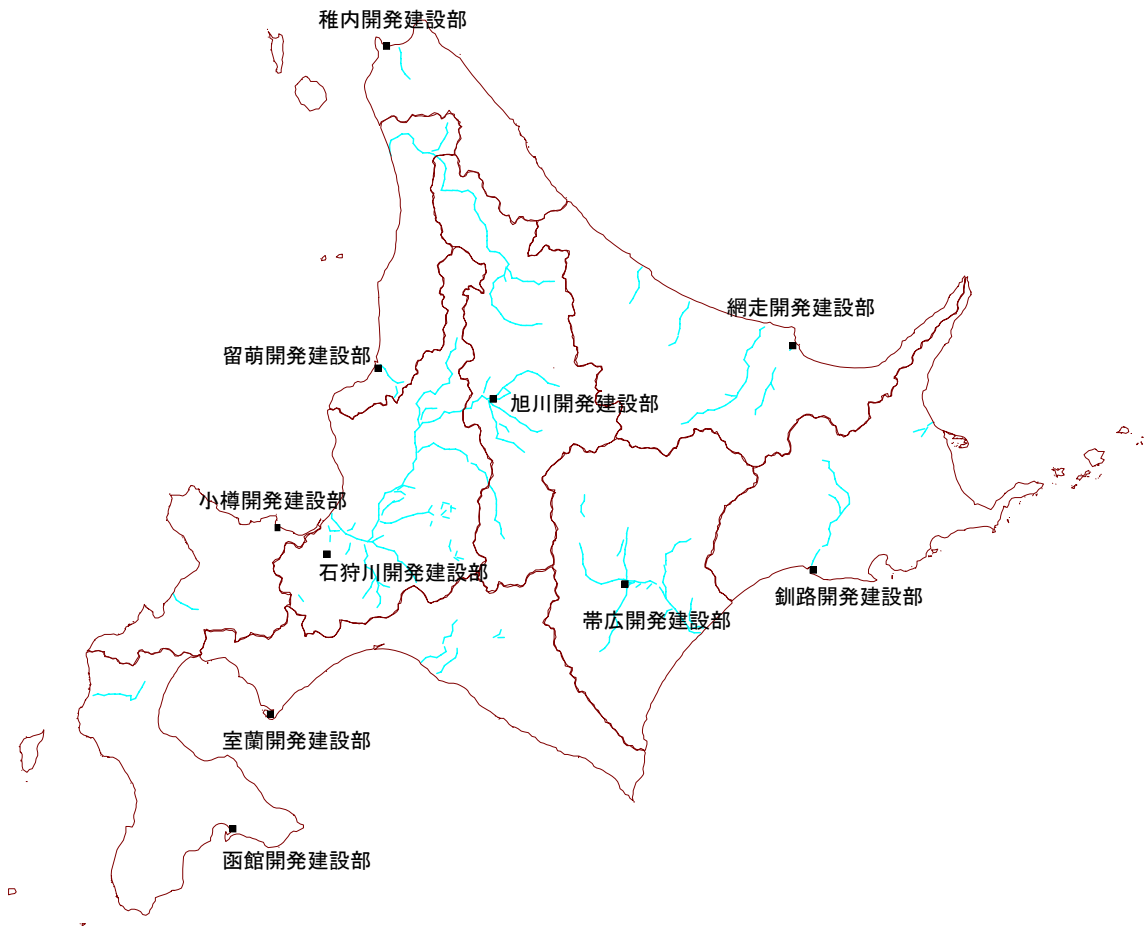 稚内開発建設部
網走開発建設部
留萌開発建設部
旭川開発建設部
小樽開発建設部
石狩川開発建設部
釧路開発建設部
帯広開発建設部
室蘭開発建設部
函館開発建設部